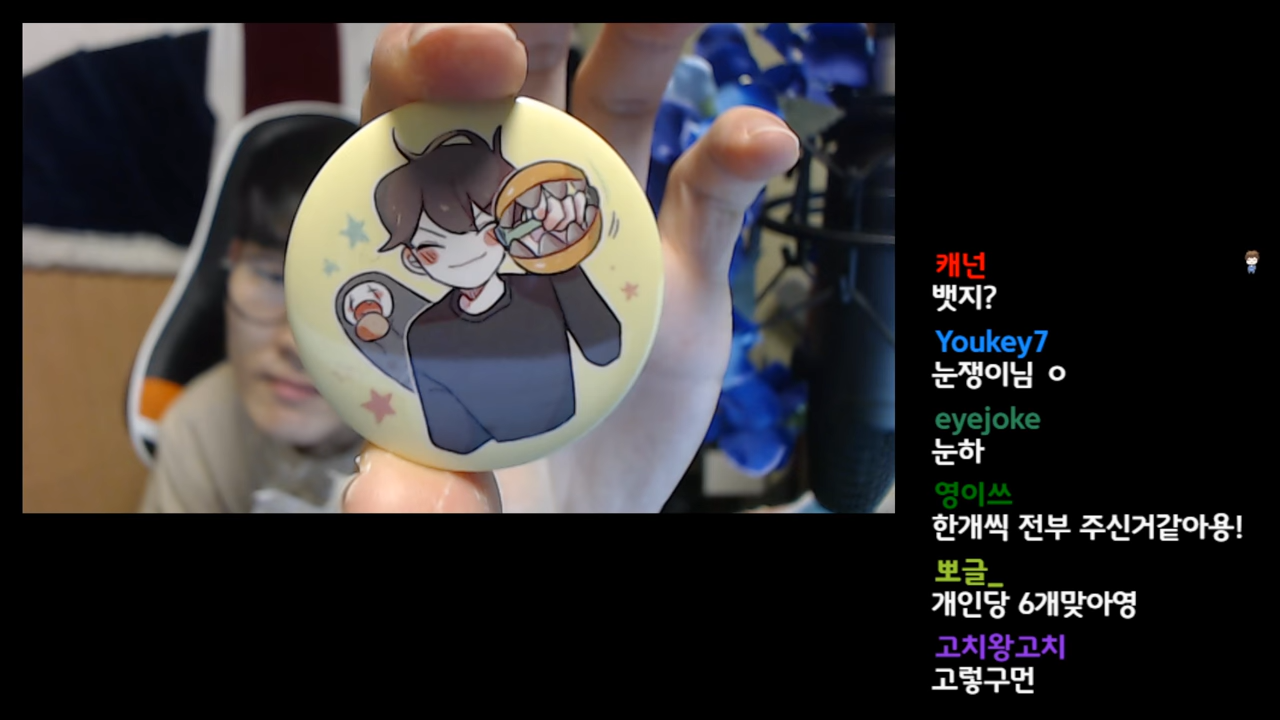 캐넌
뱃지?
Youkey7
눈쟁이님 ㅇ
eyejoke
눈하
영이쓰
한개씩 전부 주신거같아용!
뽀글_
개인당 6개맞아영
고치왕고치
고렇구먼